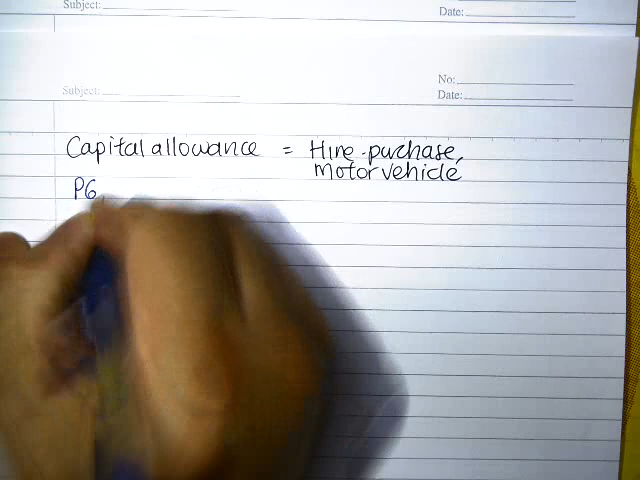 Subject:
Date:
No:
Subject:
Date:
Capital allowance = Hire-purchase,
motor vehicle
P6